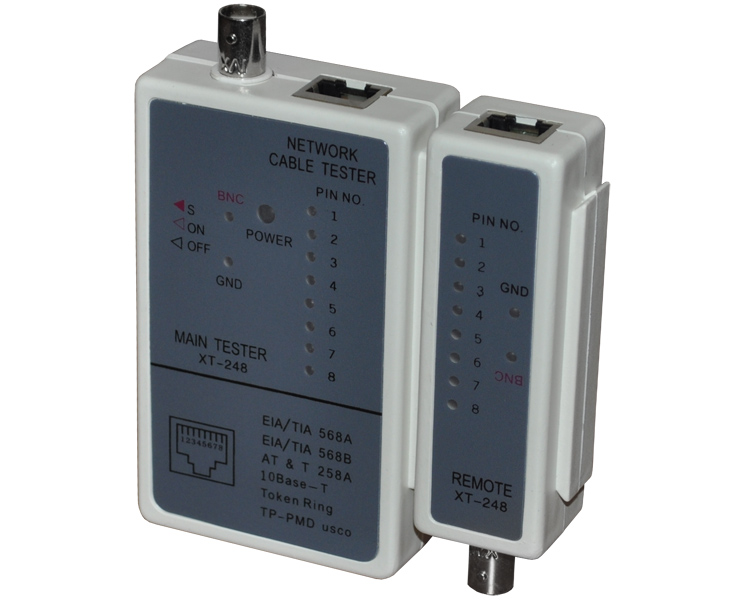 NETWORK
CABLE TESTER
PIN NO.
BNC
S
ON
OFF
POWER
GND
1
2
3
4
5
6
7
8
MAIN TESTER
XT-248
12345678
EIA/TIA 568A
EIA/TIA 568B
AT & T 258A
10Base-T
Token Ring
TP-PMD usco
PIN NO.
1
2
3
4
5
6
7
8
GND
BNC
REMOTE
XT-248